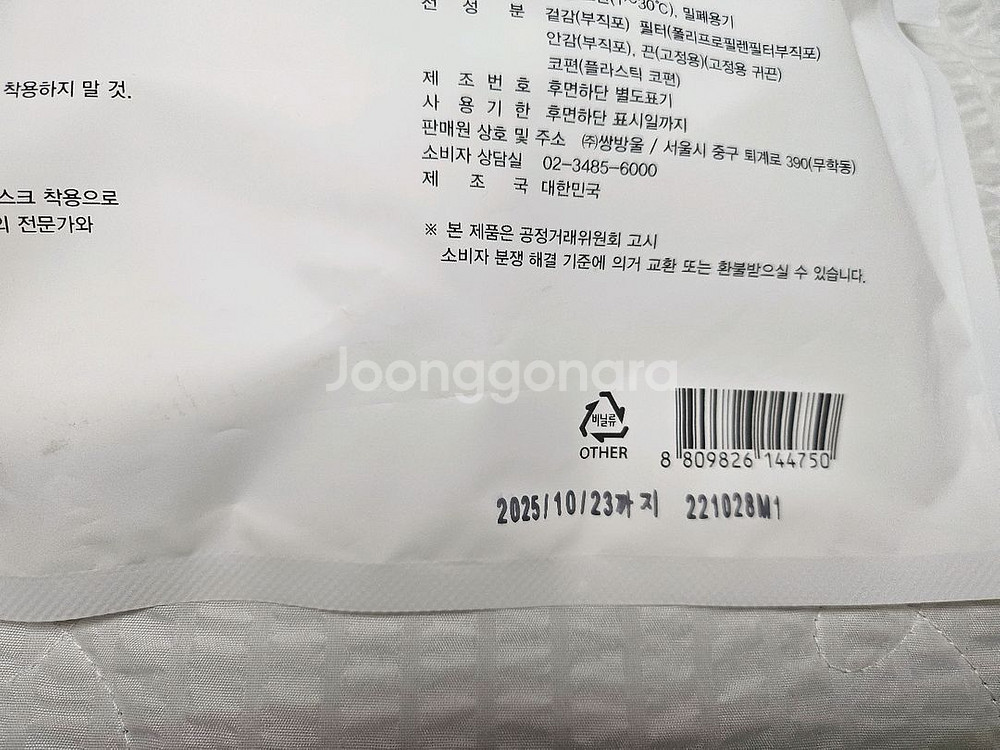 (1~30℃), 밀폐용기
전 성 분 겉감(부직포) 필터(폴리프로필렌필터부직포)
안감(부직포), 끈(고정용)(고정용 귀끈)
코편(플라스틱 코편)
제 조 번 호 후면하단 별도표기
사 용 기 한 후면하단 표시일까지
판매원 상호 및 주소 ㈜쌍방울 / 서울시 중구 퇴계로 390(무학동)
소비자 상담실 02-3485-6000
제 조 국 대한민국
※ 본 제품은 공정거래위원회 고시
소비자 분쟁 해결 기준에 의거 교환 또는 환불받으실 수 있습니다.
착용하지 말 것.
스크 착용으로
의 전문가와
Joonggonara
비닐류
OTHER
8 809826 144750
2025/10/23까지 221028M1